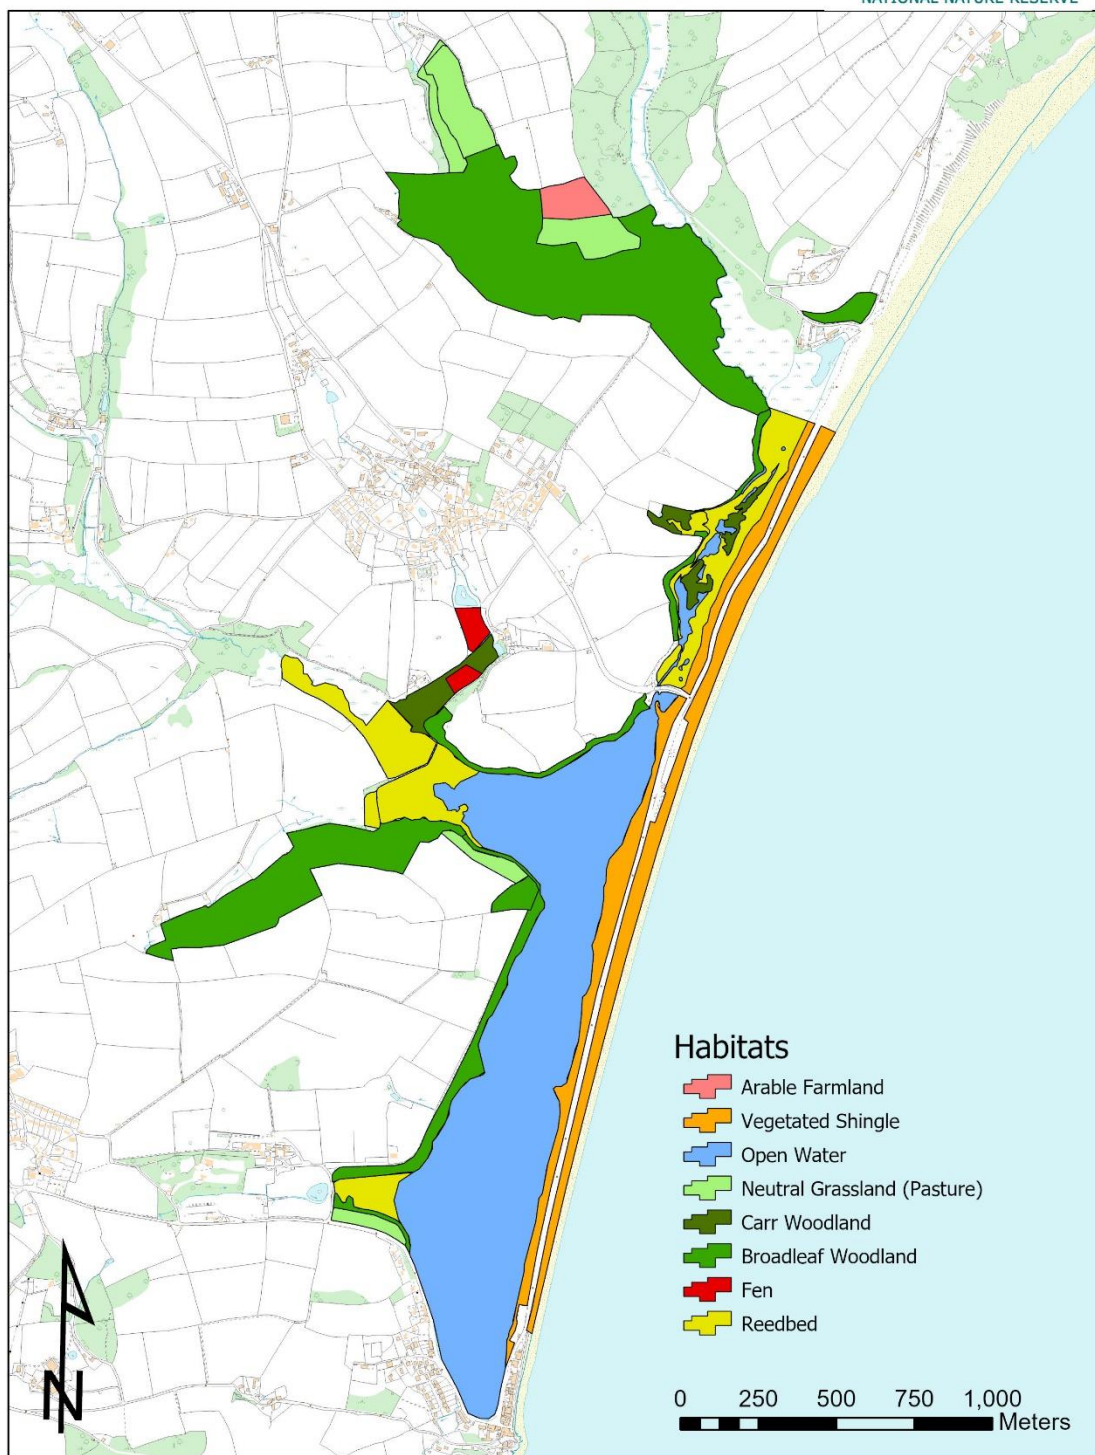 NATIONAL NATURE RESERVE
Habitats
Arable Farmland
Vegetated Shingle
Open Water
Neutral Grassland (Pasture)
Carr Woodland
Broadleaf Woodland
Fen
Reedbed
N
0 250 500 750 1,000
Meters